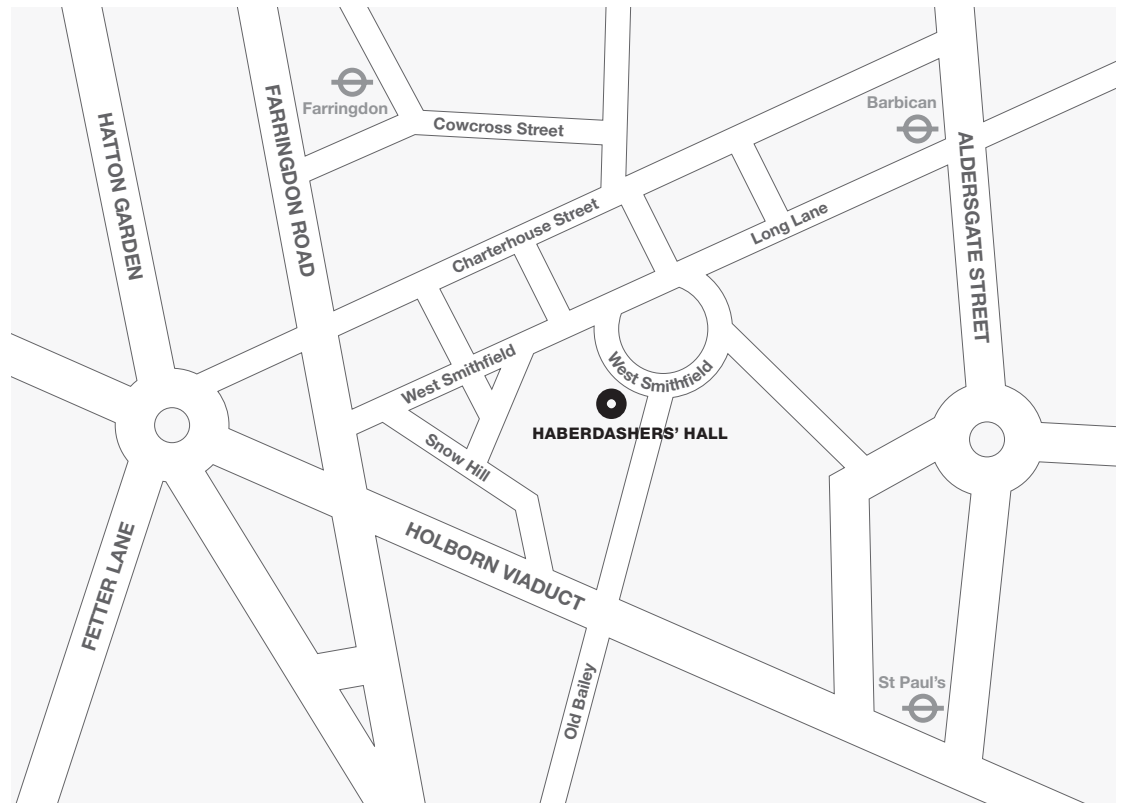 Farringdon
Barbican
HATTON GARDEN
FARRINGDON ROAD
Cowcross Street
ALDERSGATE STREET
Charterhouse Street
Long Lane
West Smithfield
West Smithfield
HABERDASHERS’ HALL
Snow Hill
FETTER LANE
HOLBORN VIADUCT
Old Bailey
St Paul’s